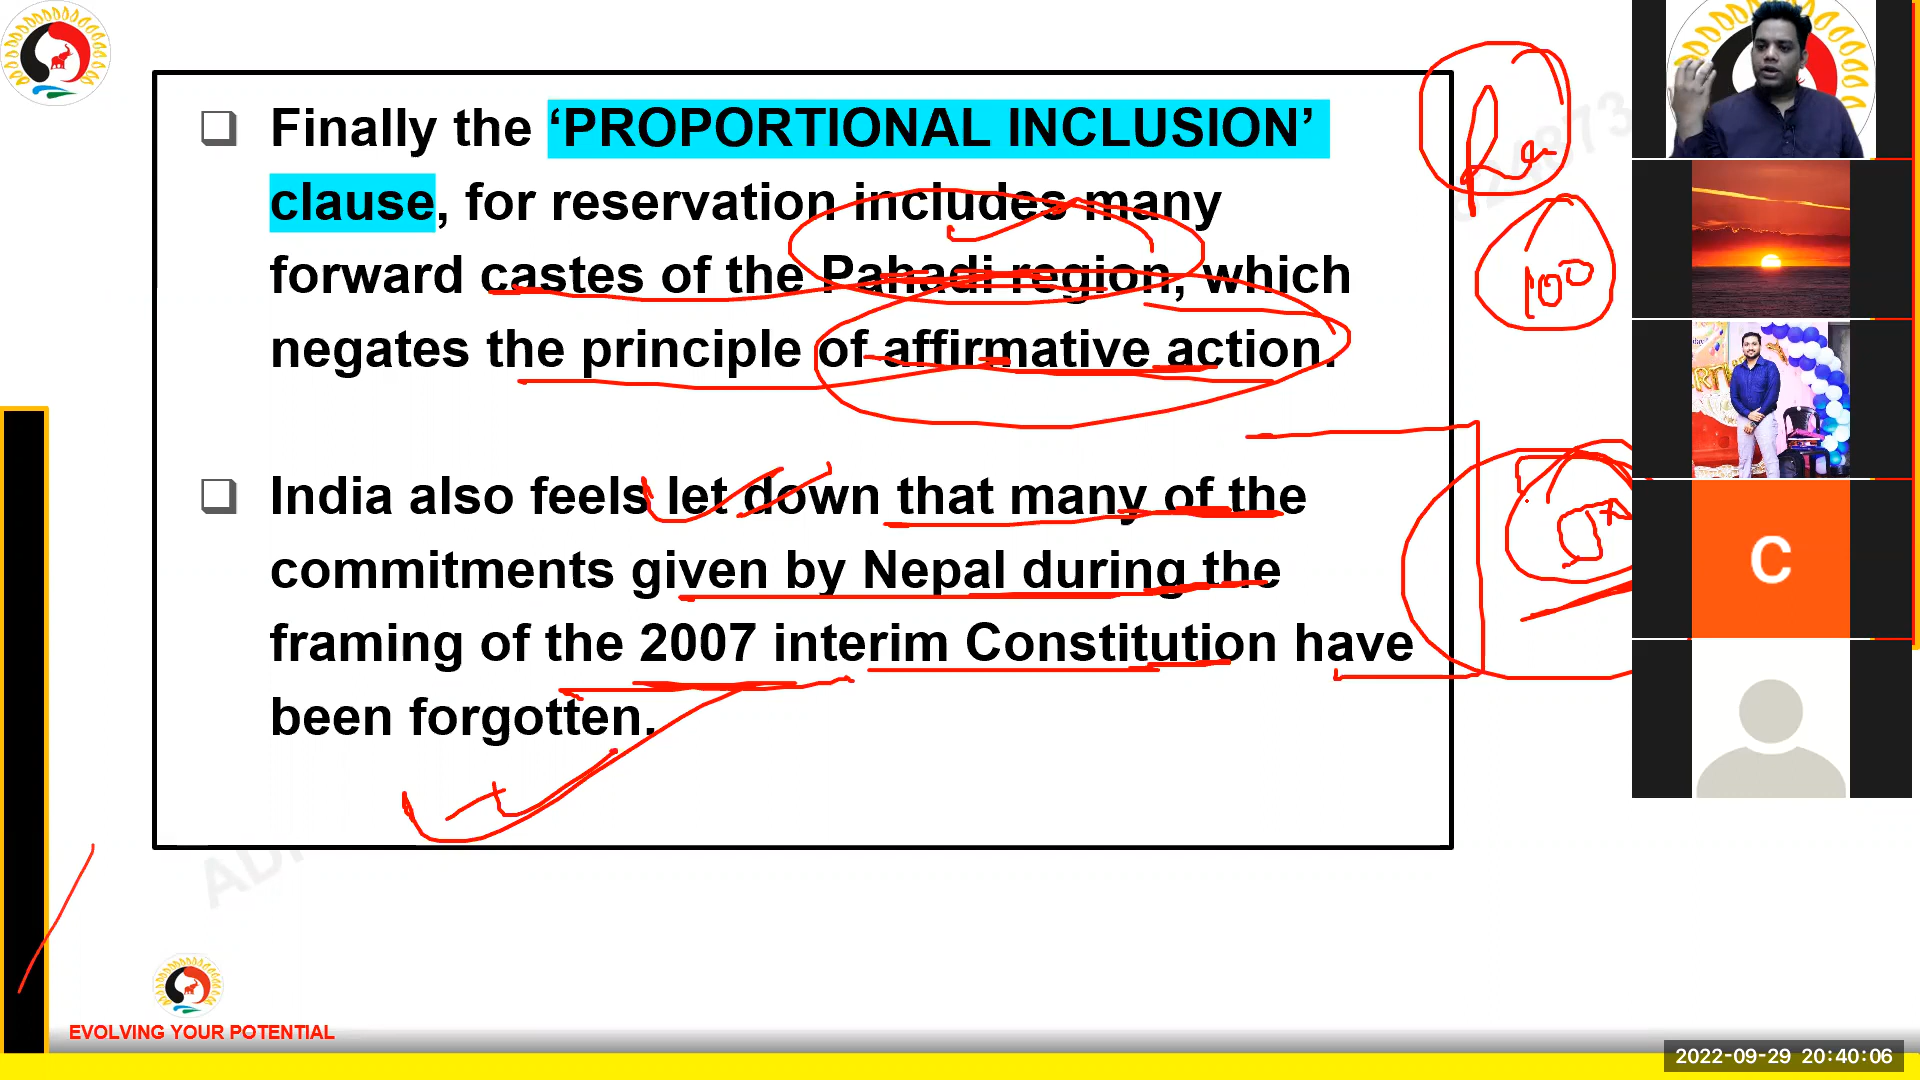 Finally the ‘PROPORTIONAL INCLUSION’
clause, for reservation includes many
forward castes of the Pahadi region, which
negates the principle of affirmative action.
India also feels let down that many of the
commitments given by Nepal during the
framing of the 2007 interim Constitution have
been forgotten.
100
C
EVOLVING YOUR POTENTIAL
2022-09-29 20:40:06